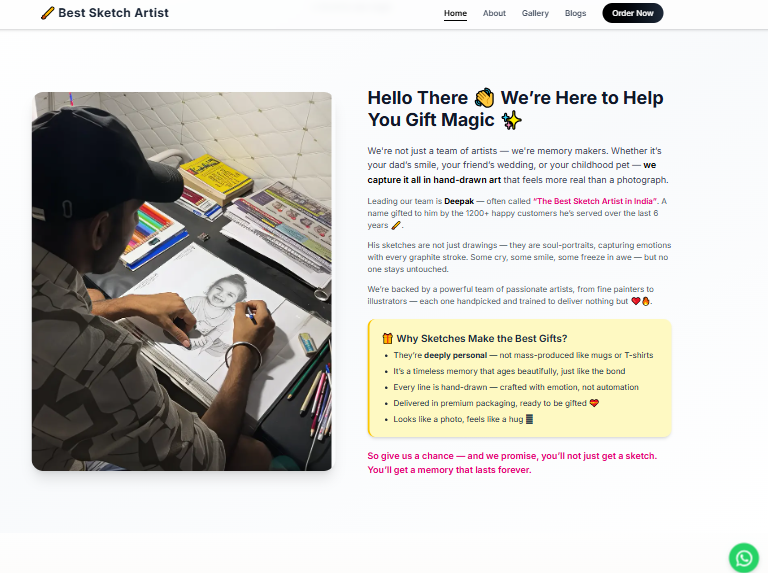 ✏️ Best Sketch Artist
Home About Gallery Blogs Order Now
Hello There 👋 We’re Here to Help
You Gift Magic ✨
We're not just a team of artists — we're memory makers. Whether it’s
your dad’s smile, your friend’s wedding, or your childhood pet — we
capture it all in hand-drawn art that feels more real than a photograph.
Leading our team is Deepak — often called “The Best Sketch Artist in India”. A
name gifted to him by the 1200+ happy customers he’s served over the last 6
years ✏️.
His sketches are not just drawings — they are soul-portraits, capturing emotions
with every graphite stroke. Some cry, some smile, some freeze in awe — but no
one stays untouched.
We’re backed by a powerful team of passionate artists, from fine painters to
illustrators — each one handpicked and trained to deliver nothing but ❤️🔥.
🎁 Why Sketches Make the Best Gifts?
• They’re deeply personal — not mass-produced like mugs or T-shirts
• It’s a timeless memory that ages beautifully, just like the bond
• Every line is hand-drawn — crafted with emotion, not automation
• Delivered in premium packaging, ready to be gifted 💝
• Looks like a photo, feels like a hug
So give us a chance — and we promise, you’ll not just get a sketch.
You’ll get a memory that lasts forever.